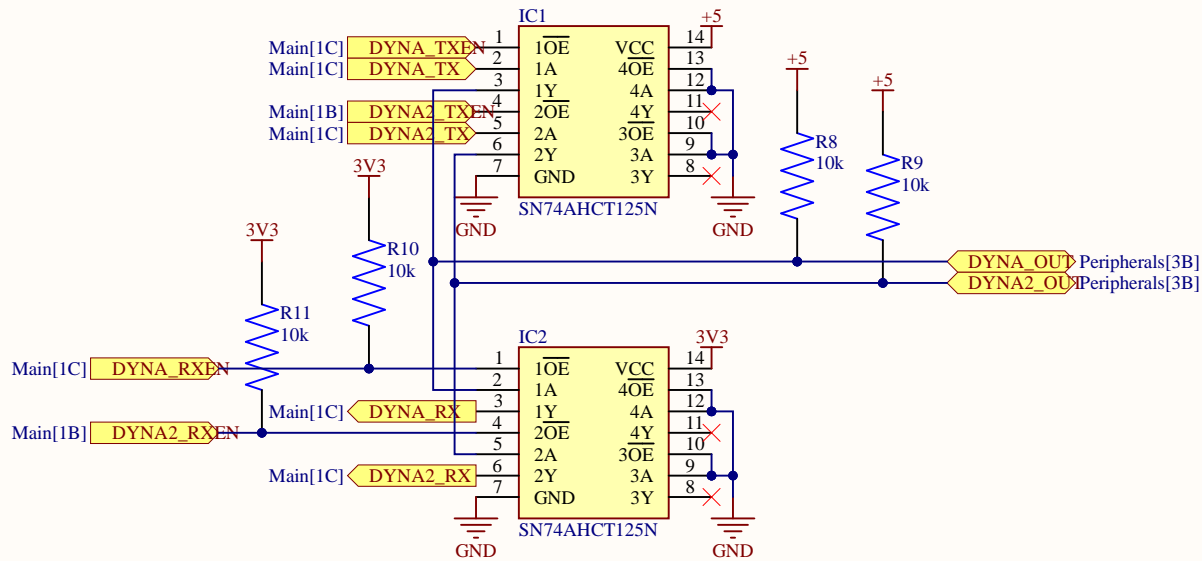 IC1
+5
Main[1C] DYNA_TXEN 1 1OE VCC 14
Main[1C] DYNA_TX 2 1A 4OE 13
3 1Y 4A 12
Main[1B] DYNA2_TXEN 4 2OE 4Y 11
Main[1C] DYNA2_TX 5 2A 3OE 10
6 2Y 3A 9
7 GND 3Y 8
SN74AHCT125N
GND
GND
+5
R8
10k
+5
R9
10k
3V3
R10
10k
3V3
R11
10k
DYNA_OUT Peripherals[3B]
DYNA2_OUT Peripherals[3B]
IC2
3V3
Main[1C] DYNA_RXEN 1 1OE VCC 14
2 1A 4OE 13
Main[1C] DYNA_RX 3 1Y 4A 12
Main[1B] DYNA2_RXEN 4 2OE 4Y 11
5 2A 3OE 10
Main[1C] DYNA2_RX 6 2Y 3A 9
7 GND 3Y 8
SN74AHCT125N
GND
GND